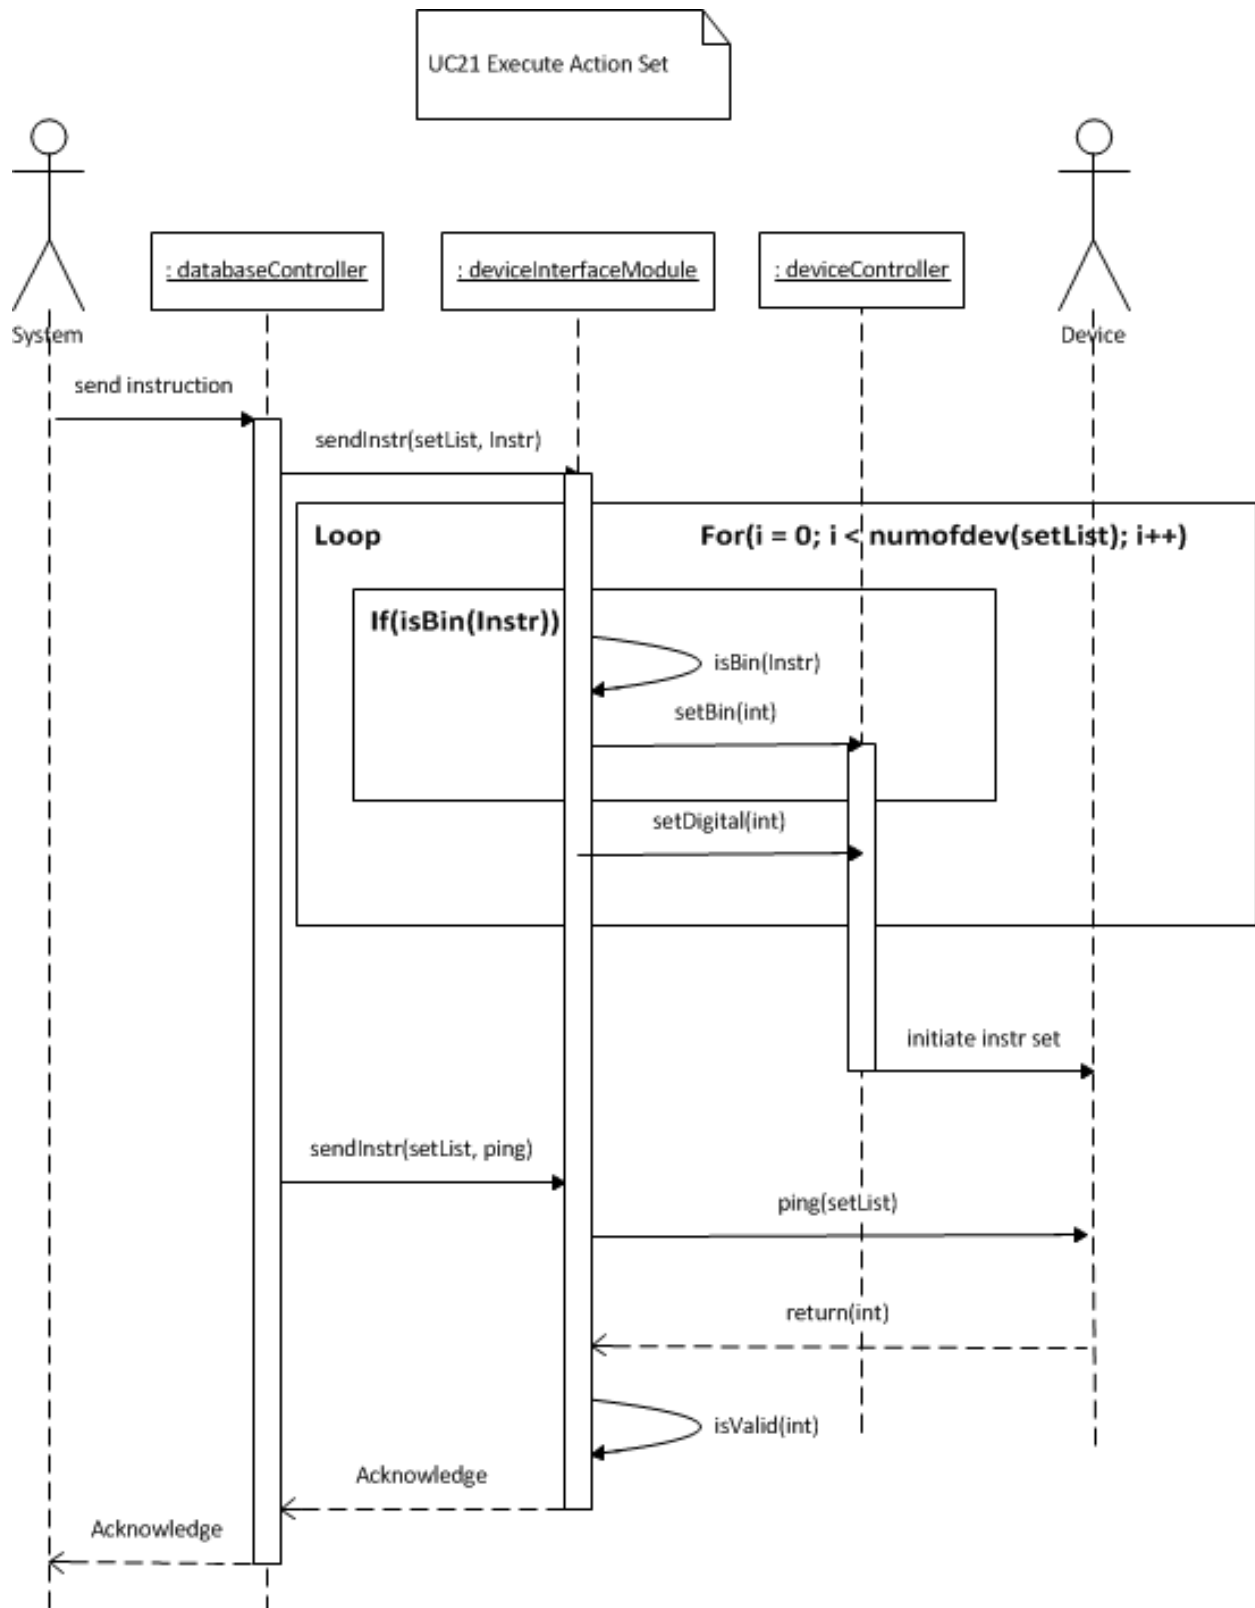 UC21 Execute Action Set
: databaseController
: deviceInterfaceModule
: deviceController
System
Device
send instruction
sendInstr(setList, Instr)
Loop
For(i = 0; i < numofdev(setList); i++)
If(isBin(Instr))
isBin(Instr)
setBin(int)
setDigital(int)
initiate instr set
sendInstr(setList, ping)
ping(setList)
return(int)
isValid(int)
Acknowledge
Acknowledge